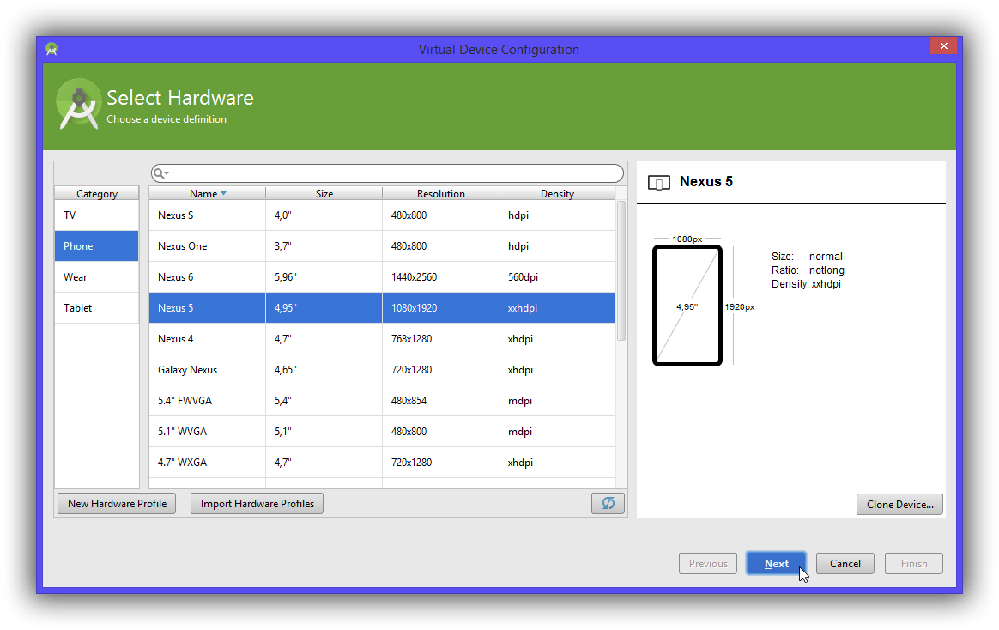 Virtual Device Configuration
Select Hardware
Choose a device definition
Category
TV
Phone
Wear
Tablet
Name Size Resolution Density
Nexus S 4,0" 480x800 hdpi
Nexus One 3,7" 480x800 hdpi
Nexus 6 5,96" 1440x2560 560dpi
Nexus 5 4,95" 1080x1920 xxhdpi
Nexus 4 4,7" 768x1280 xhdpi
Galaxy Nexus 4,65" 720x1280 xhdpi
5.4" FWVGA 5,4" 480x854 mdpi
5.1" WVGA 5,1" 480x800 mdpi
4.7" WXGA 4,7" 720x1280 xhdpi
New Hardware Profile Import Hardware Profiles
Nexus 5
1080px
4,95" 1920px
Size: normal
Ratio: notlong
Density: xxhdpi
Clone Device...
Previous Next Cancel Finish